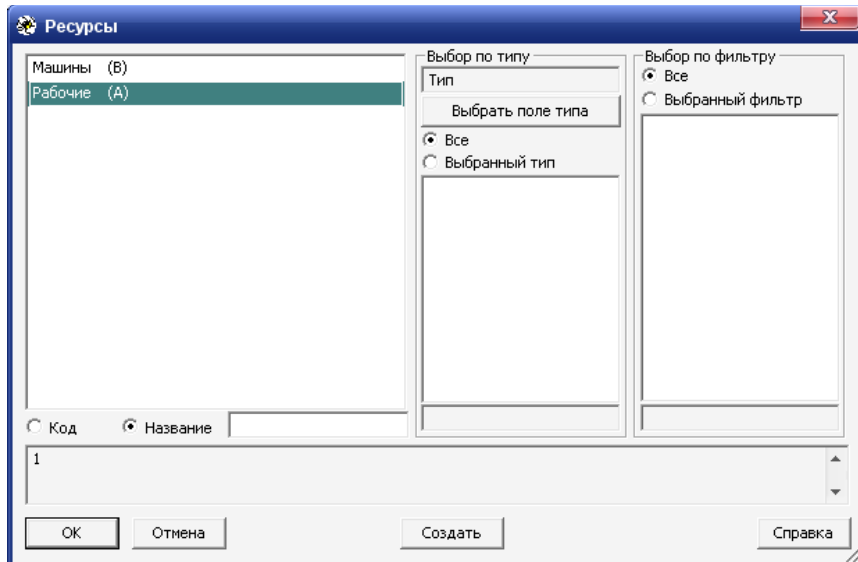 Ресурсы
Машины (B)
Рабочие (A)
Код
Название
Выбор по типу
Тип
Выбрать поле типа
Все
Выбранный тип
Выбор по фильтру
Все
Выбранный фильтр
1
ОК
Отмена
Создать
Справка